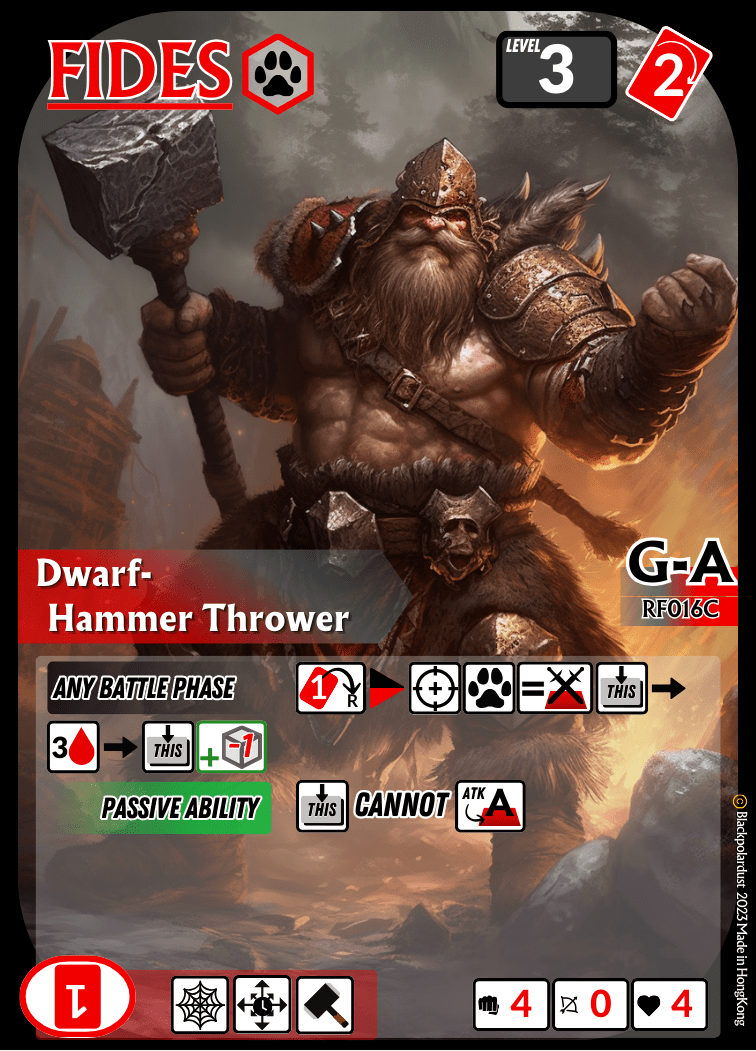 FIDES
LEVEL 3
2
G-A
RF016C
Dwarf-
Hammer Thrower
ANY BATTLE PHASE 1 R = THIS
3 THIS + -1
PASSIVE ABILITY THIS CANNOT ATK A
© Blackpolardust 2023 Made in HongKong
1
4 0 4